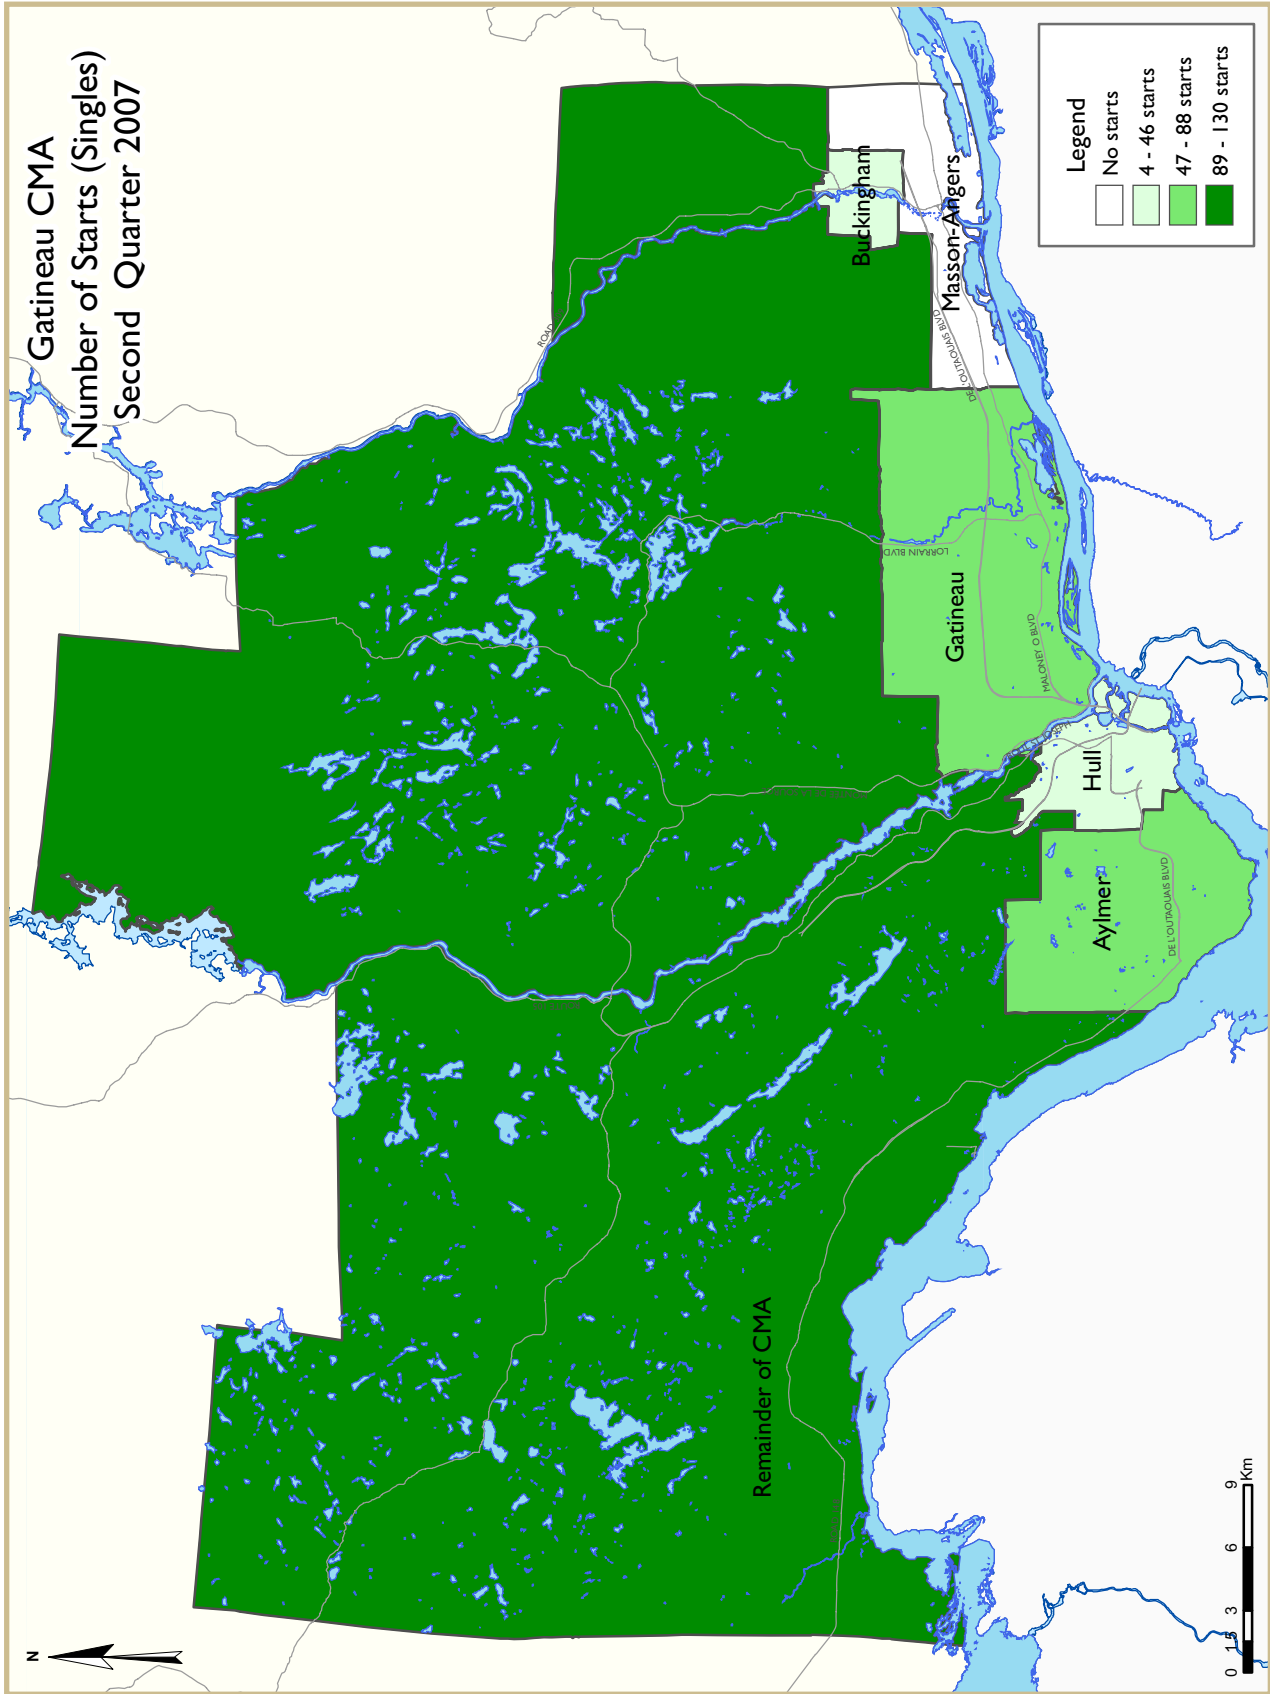 Gatineau CMA
Number of Starts (Singles)
Second Quarter 2007
N
ROAD
Buckingham
Masson-Angers
DE L'OUTAOUAIS BLVD
LORRAIN BLVD
Gatineau
MALONEY O BLVD
Hull
Aylmer
DE L'OUTAOUAIS BLVD
Remainder of CMA
Legend
No starts
4 - 46 starts
47 - 88 starts
89 - 130 starts
0 1.5 3 6 9
Km